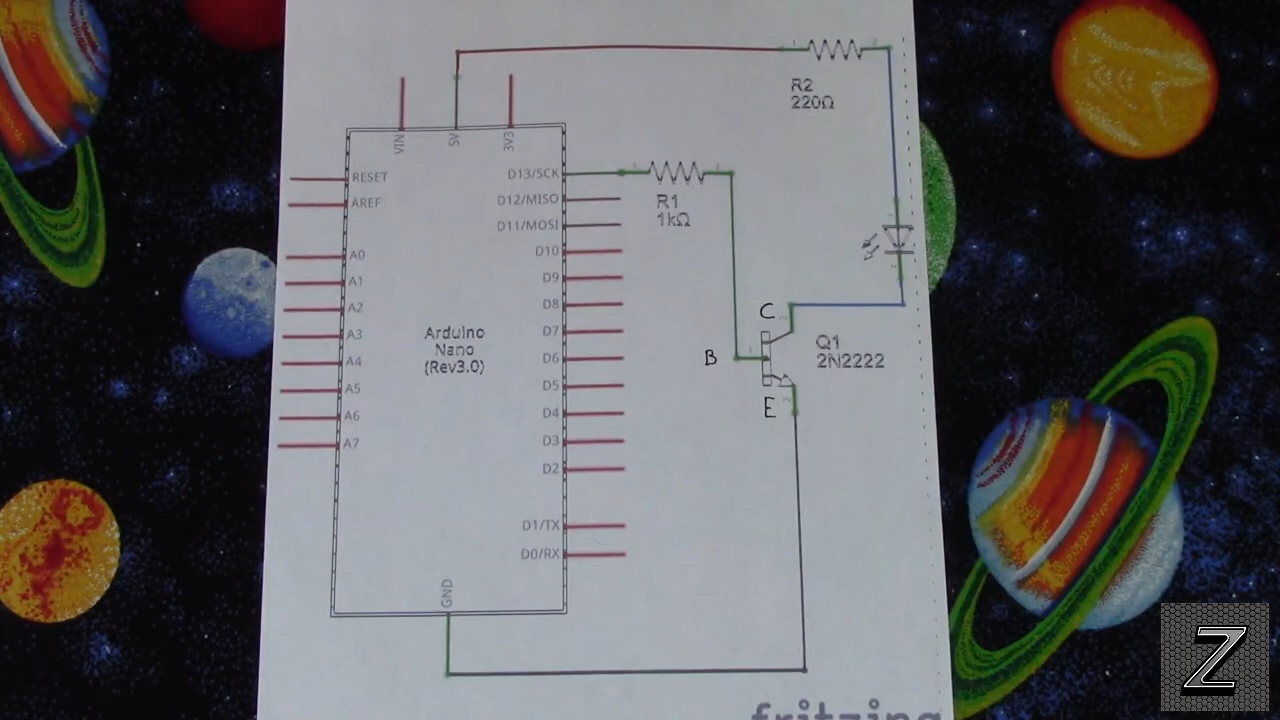 R2
220Ω
VIN
5V
3V3
RESET
AREF
D13/SCK
D12/MISO
D11/MOSI
R1
1kΩ
A0
A1
A2
A3
A4
A5
A6
A7
D10
D9
D8
D7
D6
D5
D4
D3
D2
D1/TX
D0/RX
Arduino
Nano
(Rev3.0)
C
B
E
Q1
2N2222
GND
fritzing
Z